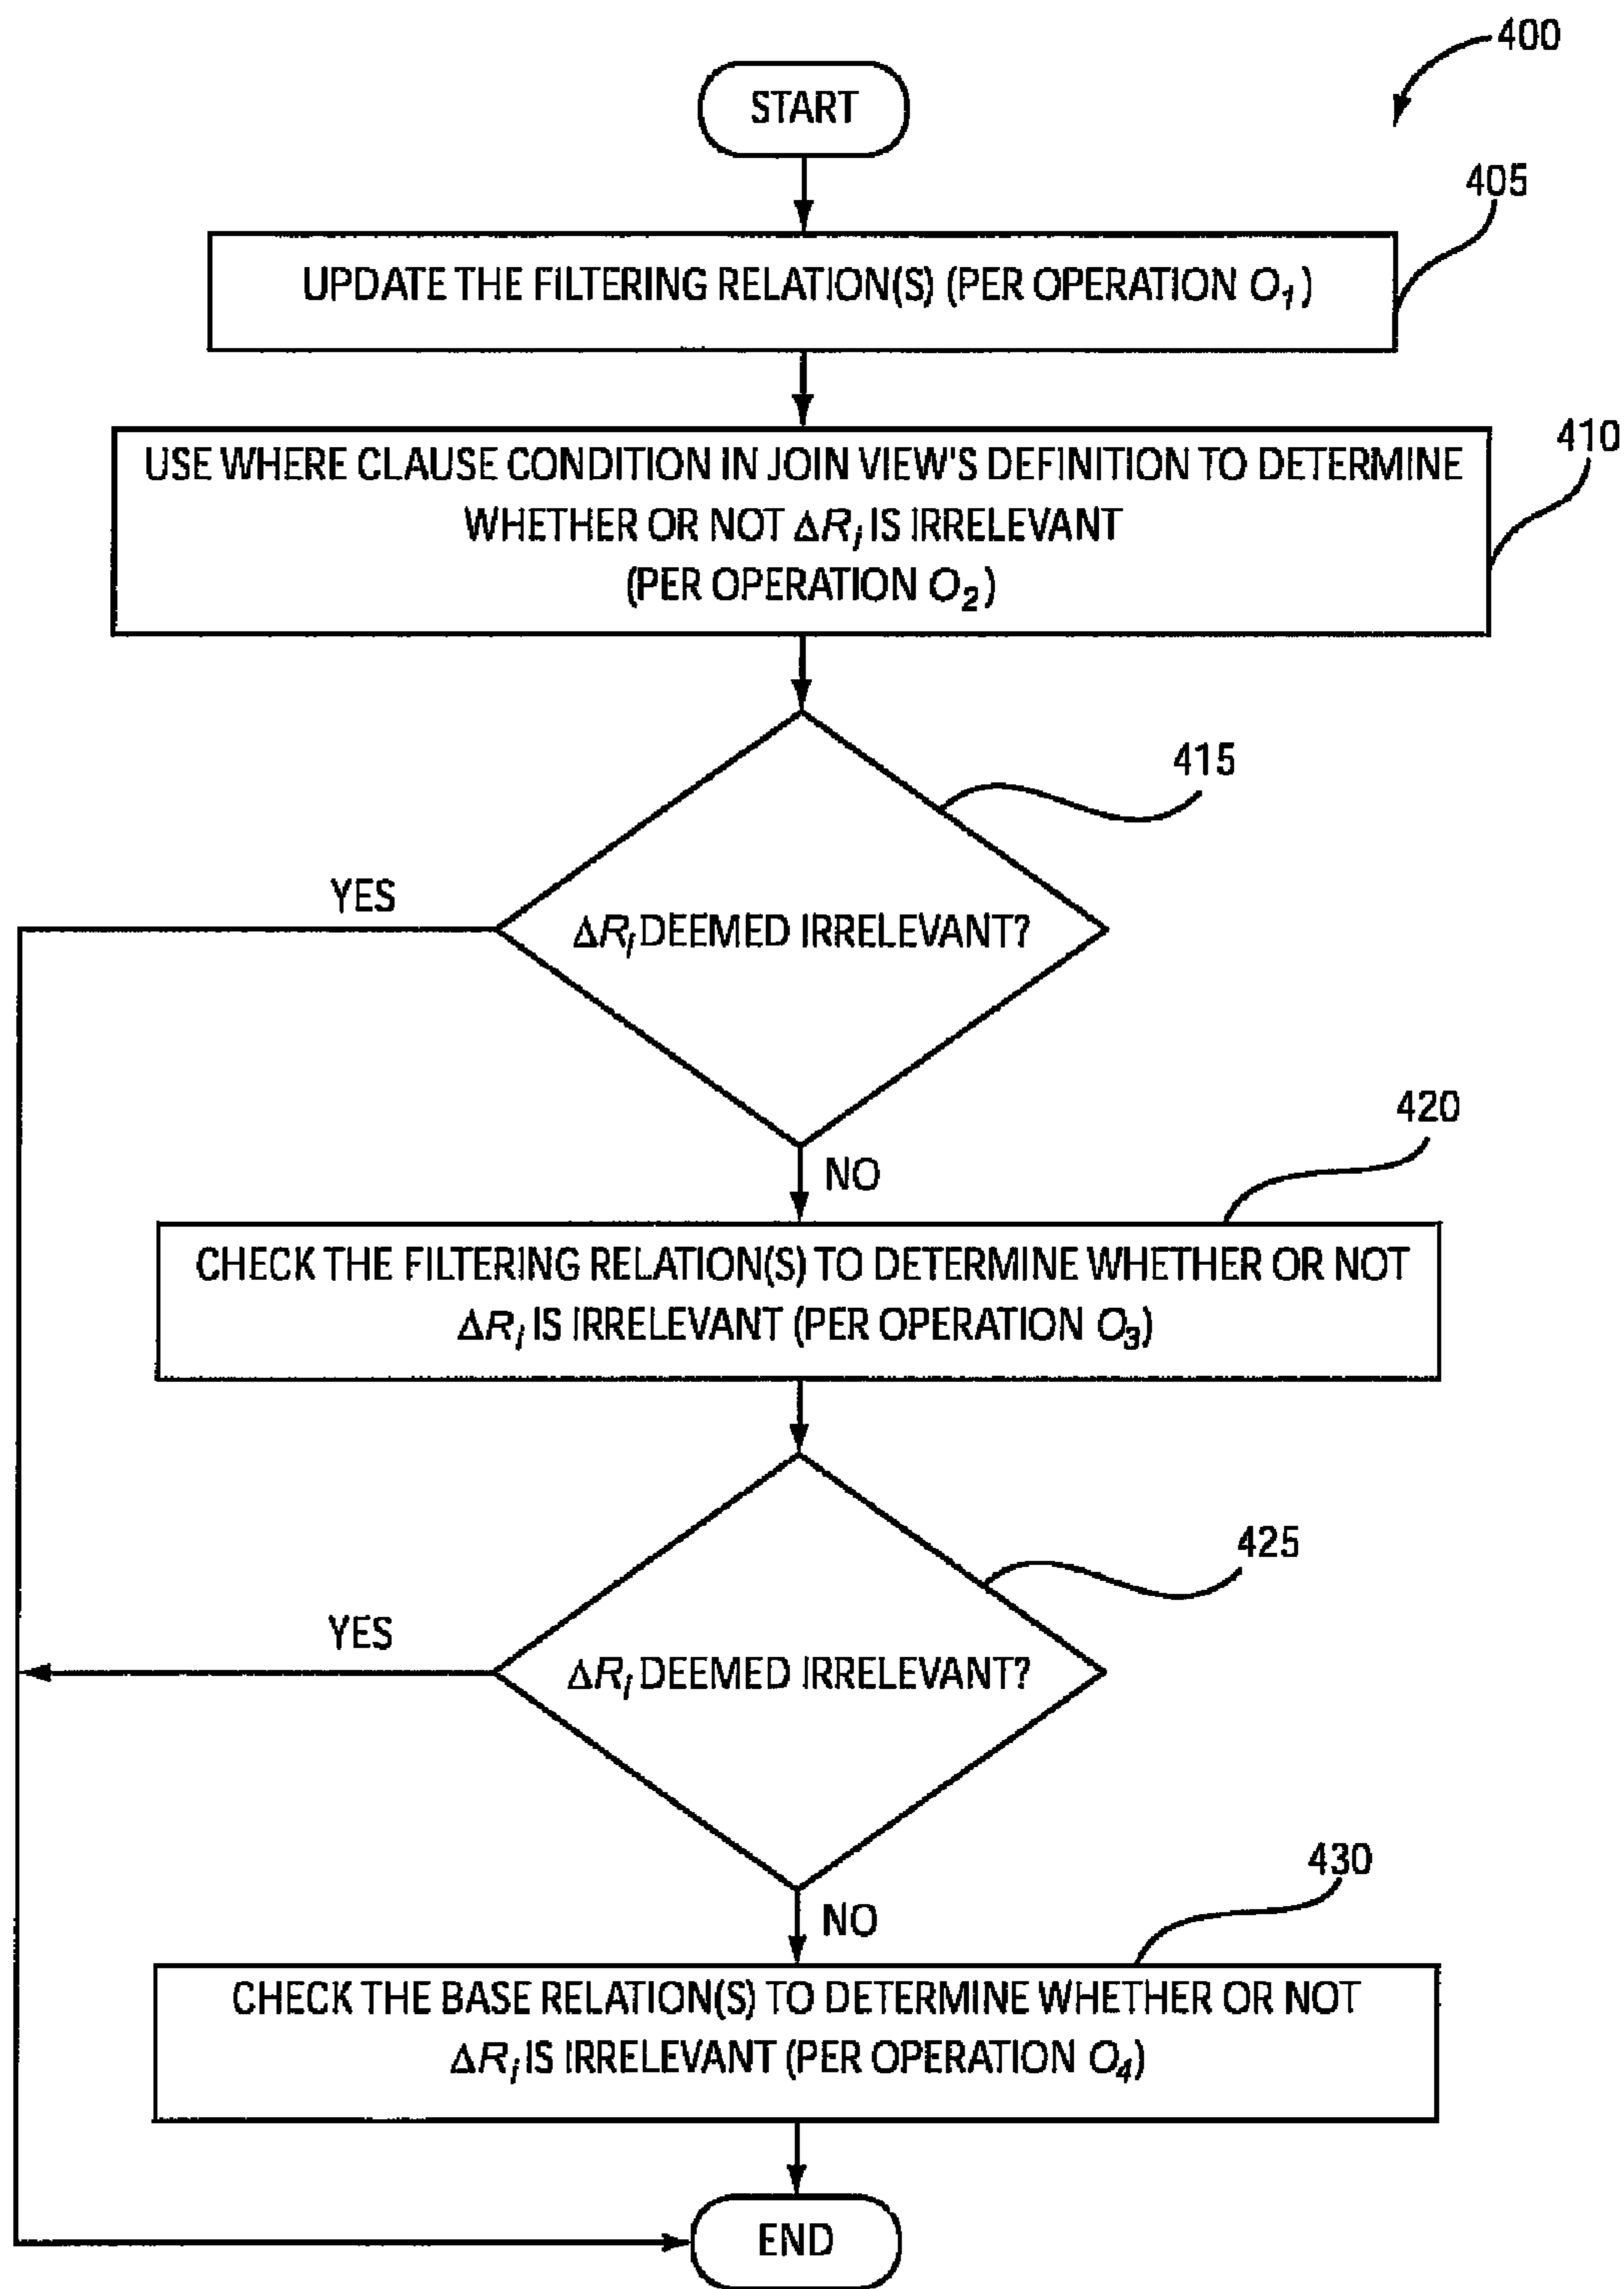 400
START
405
UPDATE THE FILTERING RELATION(S) (PER OPERATION O1)
410
USE WHERE CLAUSE CONDITION IN JOIN VIEW'S DEFINITION TO DETERMINE
WHETHER OR NOT ΔRi IS IRRELEVANT
(PER OPERATION O2)
415
YES
ΔRi DEEMED IRRELEVANT?
NO
420
CHECK THE FILTERING RELATION(S) TO DETERMINE WHETHER OR NOT
ΔRi IS IRRELEVANT (PER OPERATION O3)
425
YES
ΔRi DEEMED IRRELEVANT?
NO
430
CHECK THE BASE RELATION(S) TO DETERMINE WHETHER OR NOT
ΔRi IS IRRELEVANT (PER OPERATION O4)
END